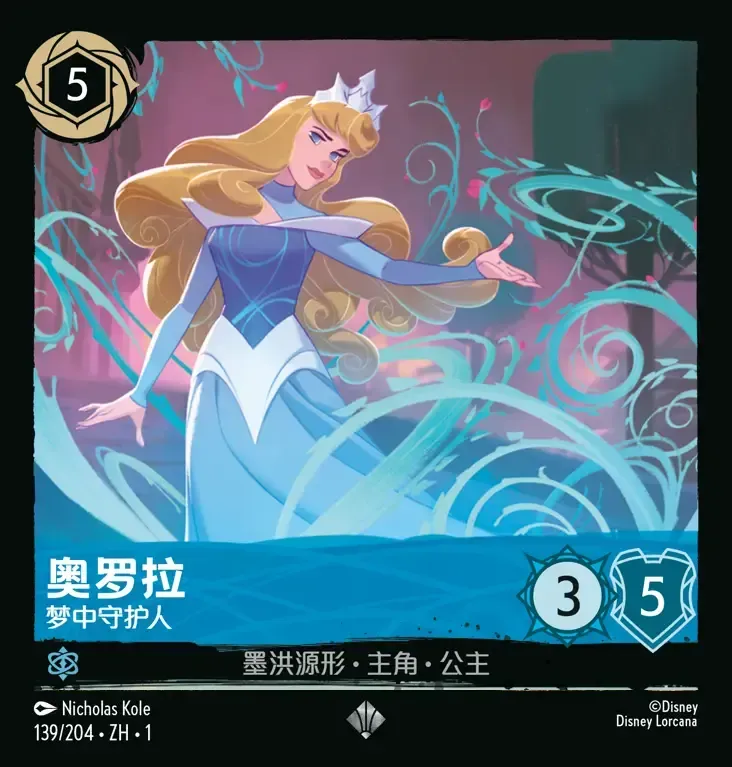 5
奥罗拉
梦中守护人
3
5
墨洪源形 • 主角 • 公主
Nicholas Kole
139/204 • ZH • 1
©Disney
Disney Lorcana